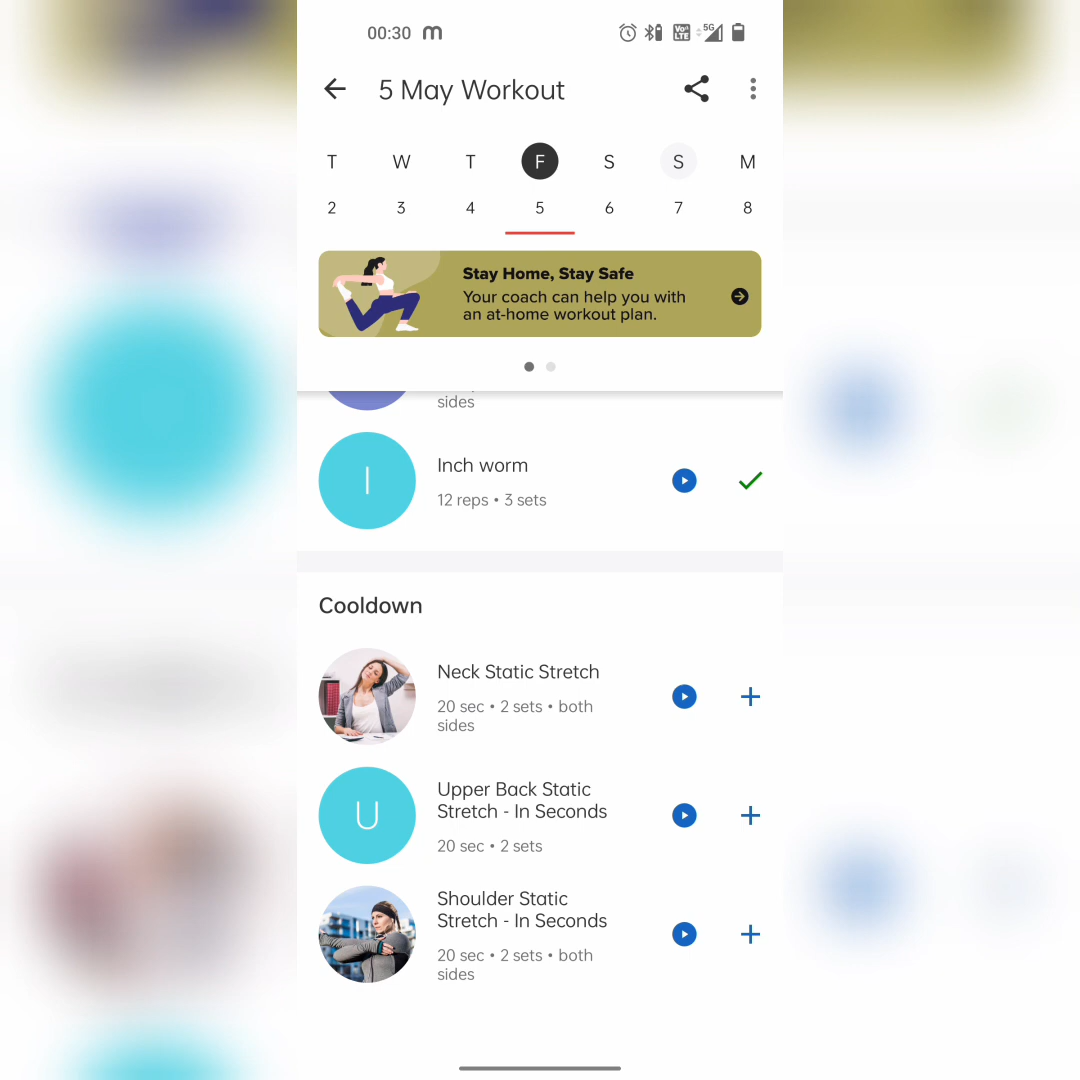 00:30 m VoLTE 5G
5 May Workout
T W T F S S M
2 3 4 5 6 7 8
Stay Home, Stay Safe
Your coach can help you with
an at-home workout plan.
sides
I
Inch worm
12 reps • 3 sets
Cooldown
Neck Static Stretch
20 sec • 2 sets • both
sides
U
Upper Back Static
Stretch - In Seconds
20 sec • 2 sets
Shoulder Static
Stretch - In Seconds
20 sec • 2 sets • both
sides